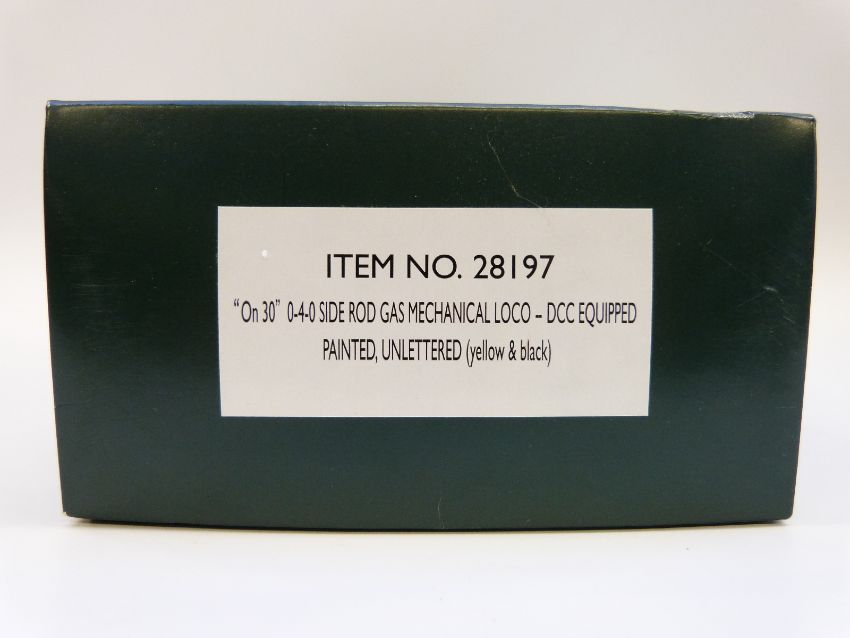 ITEM NO. 28197
“On 30” 0-4-0 SIDE ROD GAS MECHANICAL LOCO – DCC EQUIPPED
PAINTED, UNLETTERED (yellow & black)